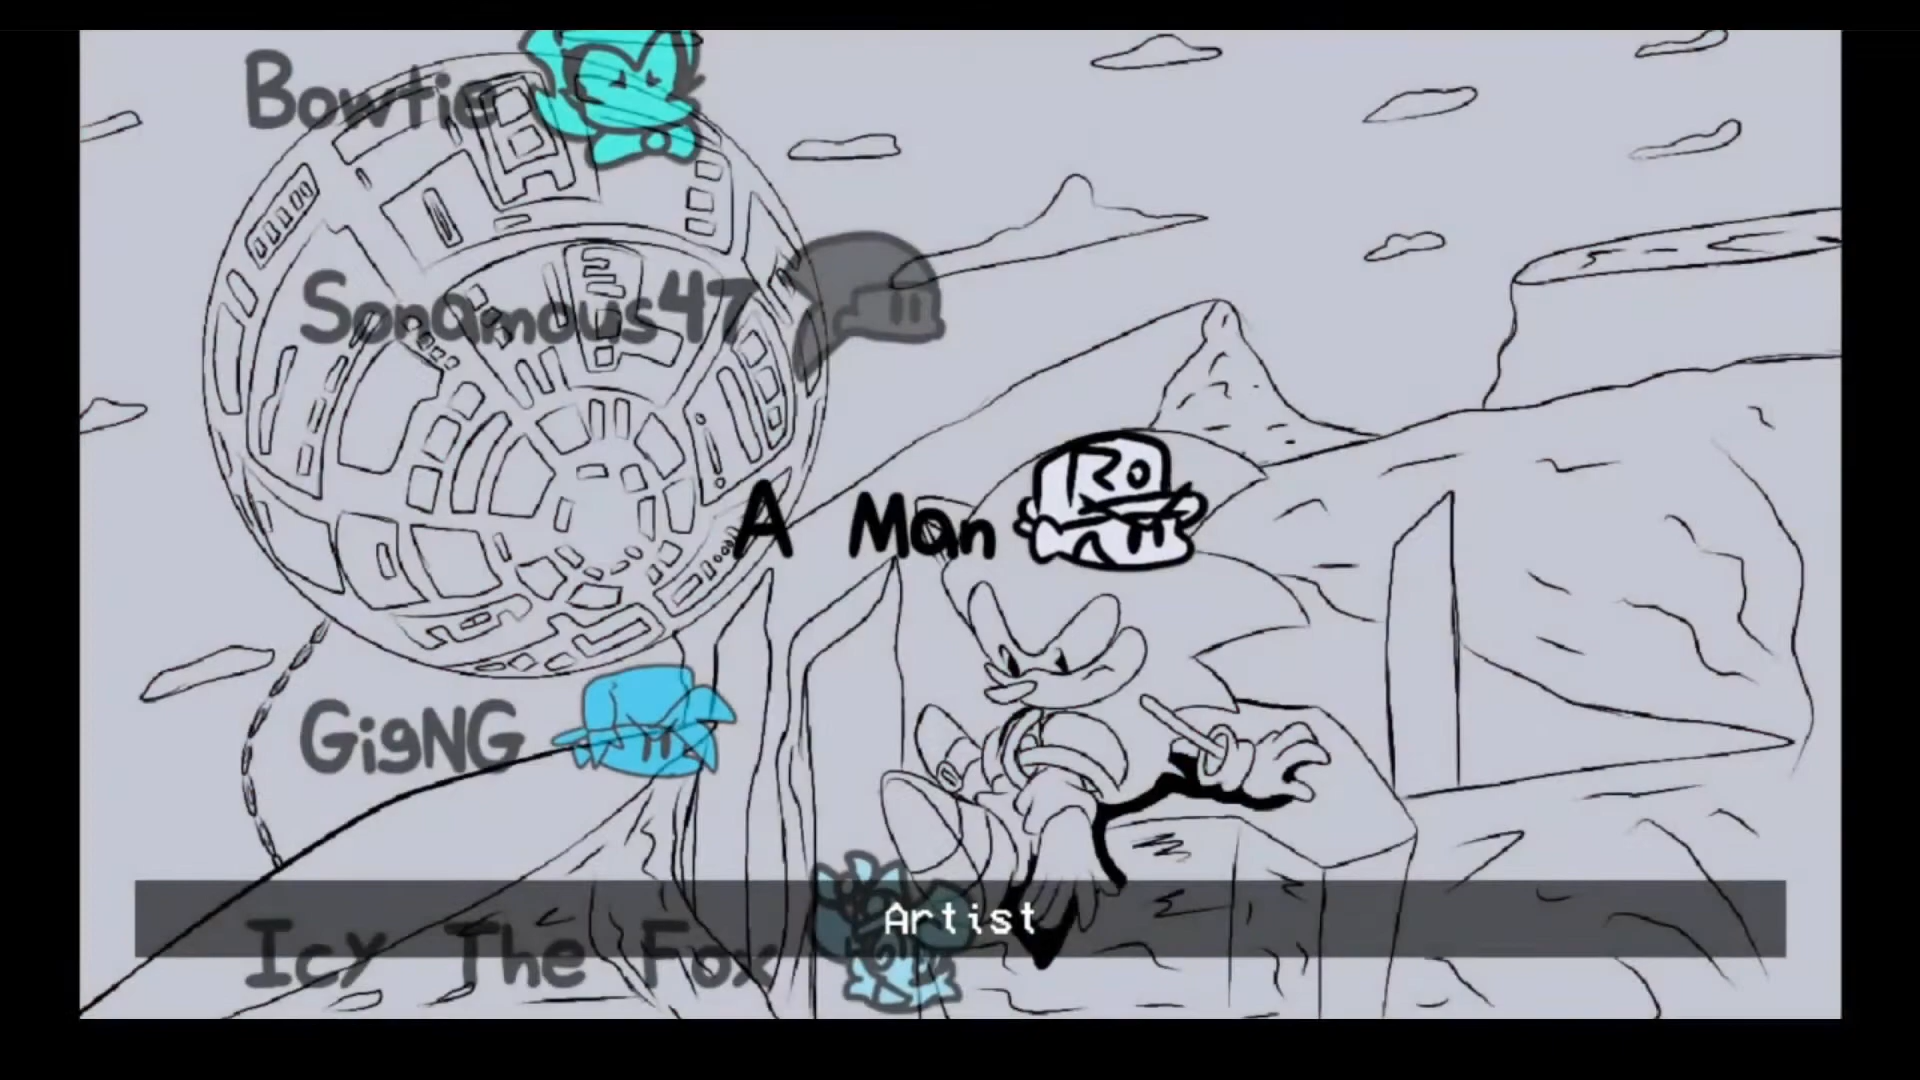 Bowtie
Sonamous47
A Man
GigNG
Artist
Icy The Fox